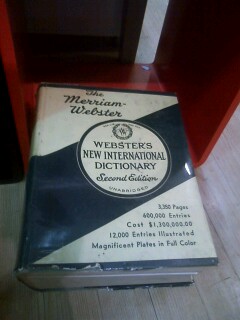 The
Merriam-
Webster
W
WEBSTER'S
NEW INTERNATIONAL
DICTIONARY
Second Edition
UNABRIDGED
3,350 Pages
600,000 Entries
Cost $1,300,000.00
12,000 Entries Illustrated
Magnificent Plates in Full Color